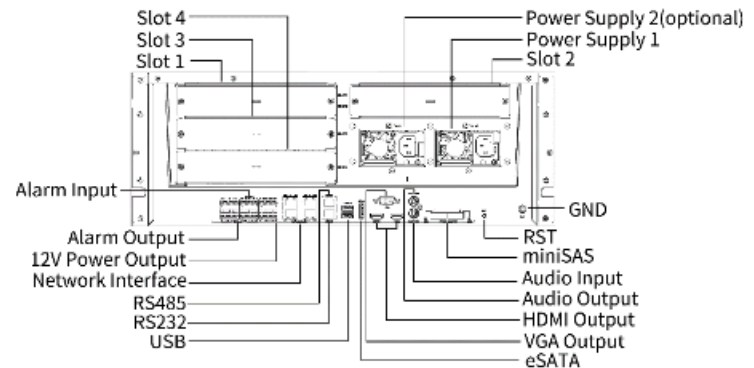 Slot 4
Slot 3
Slot 1
Power Supply 2(optional)
Power Supply 1
Slot 2
Alarm Input
Alarm Output
12V Power Output
Network Interface
RS485
RS232
USB
GND
RST
miniSAS
Audio Input
Audio Output
HDMI Output
VGA Output
eSATA